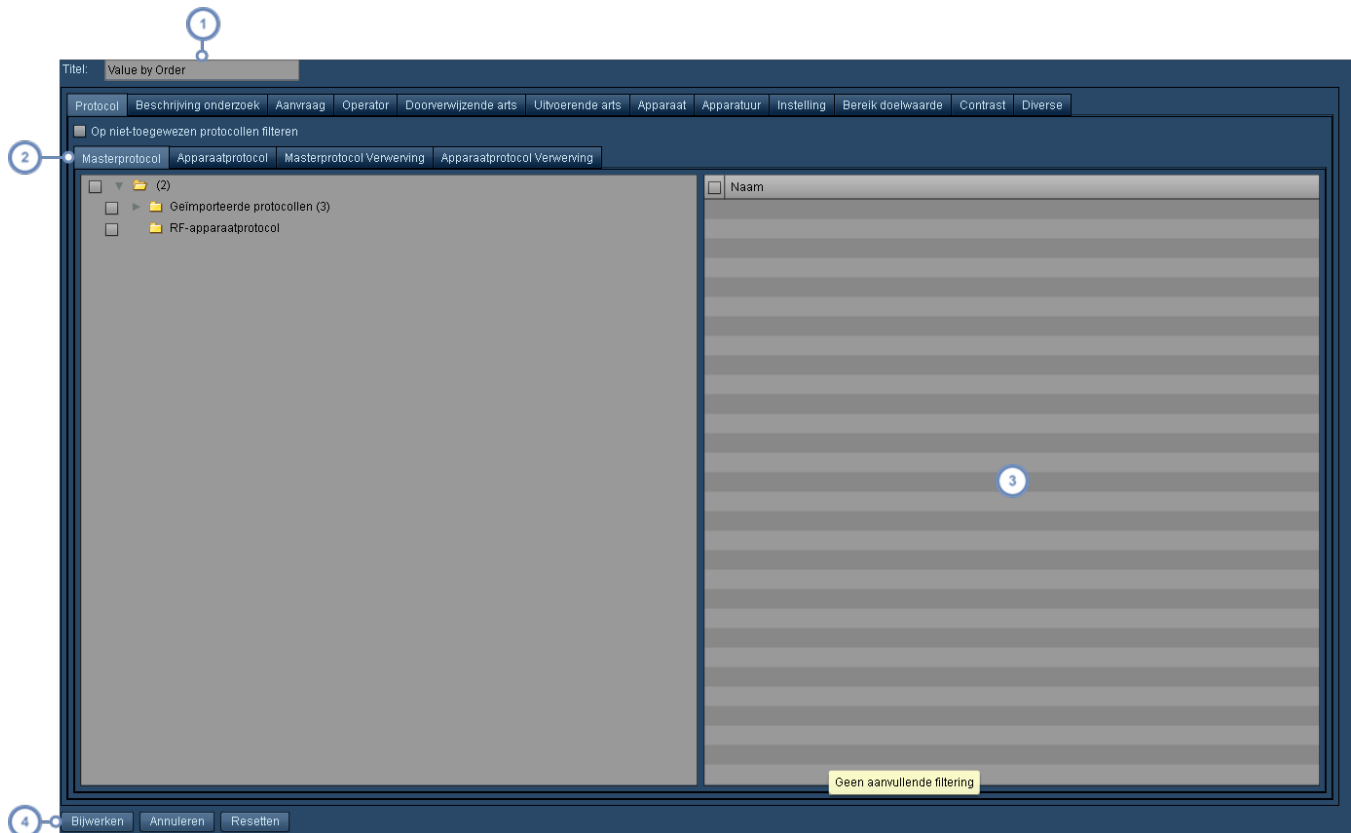 1
Titel: Value by Order
Protocol Beschrijving onderzoek Aanvraag Operator Doorverwijzende arts Uitvoerende arts Apparaat Apparatuur Instelling Bereik doelwaarde Contrast Diverse
Op niet-toegewezen protocollen filteren
2
Masterprotocol Apparaatprotocol Masterprotocol Verwerving Apparaatprotocol Verwerving
(2)
Naam
Geïmporteerde protocollen (3)
RF-apparaatprotocol
3
Geen aanvullende filtering
4
Bijwerken Annuleren Resetten